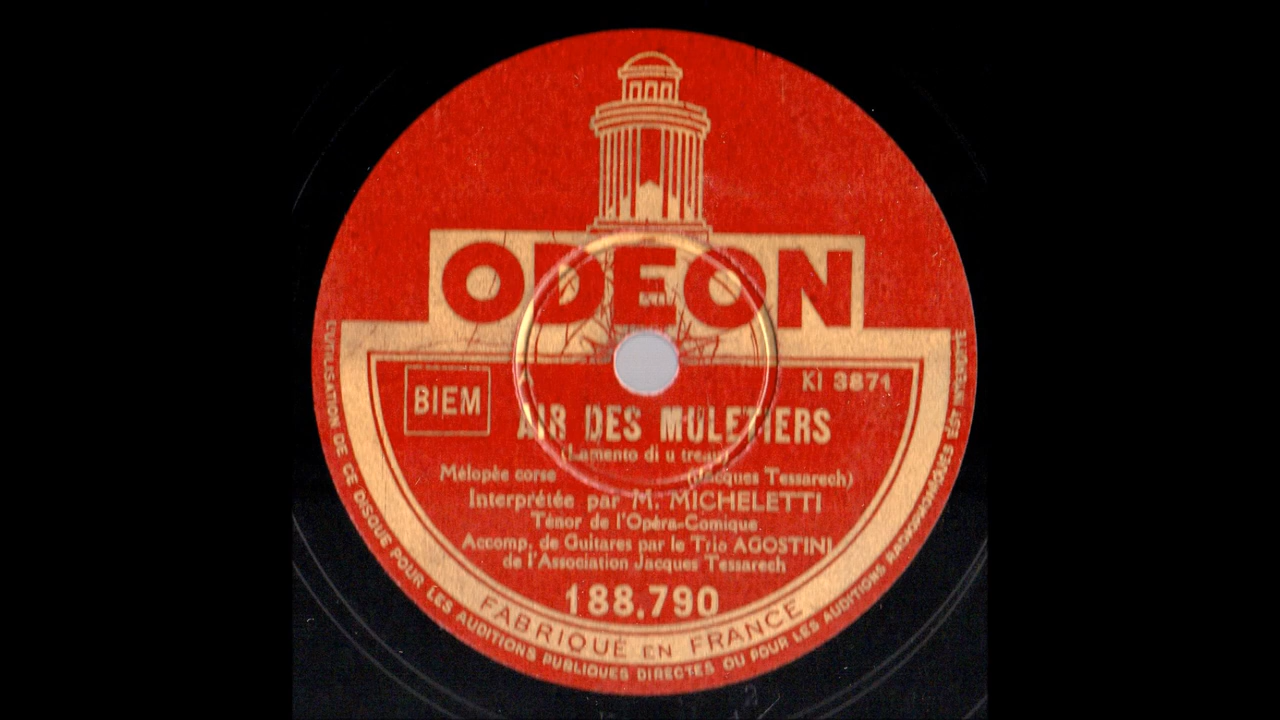 ODEON
BIEM
KI 3871
AIR DES MULETIERS
(Lamento di u
Mélopée corse
(Jacques Tessarech)
Interprétée par M. MICHELETTI
Ténor de l'Opéra-Comique
Accomp. de Guitares par le Trio AGOSTINI
de l'Association Jacques Tessarech
188.790
FABRIQUÉ EN FRANCE
L'UTILISATION DE CE DISQUE POUR LES AUDITIONS PUBLIQUES DIRECTES OU POUR LES AUDITIONS RADIOPHONIQUES EST INTERDITE